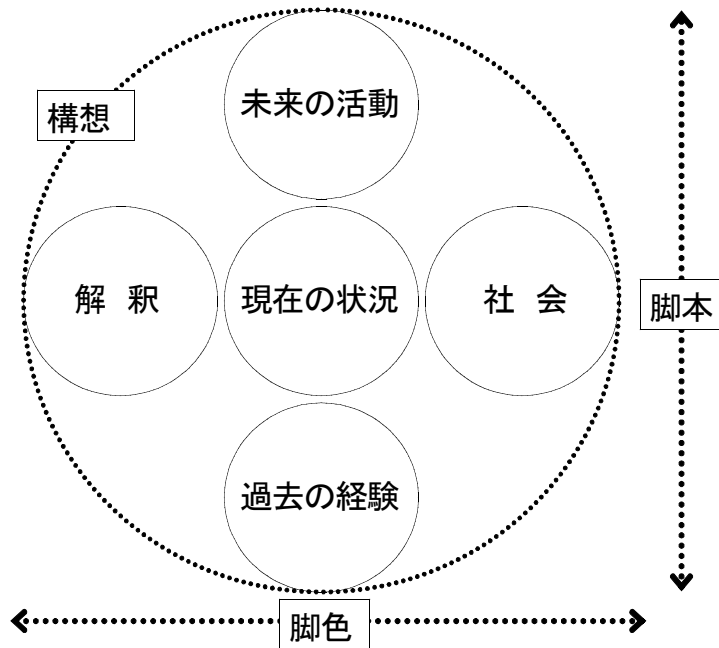 未来の活動
構想
解 釈
現在の状況
社 会
脚本
過去の経験
脚色